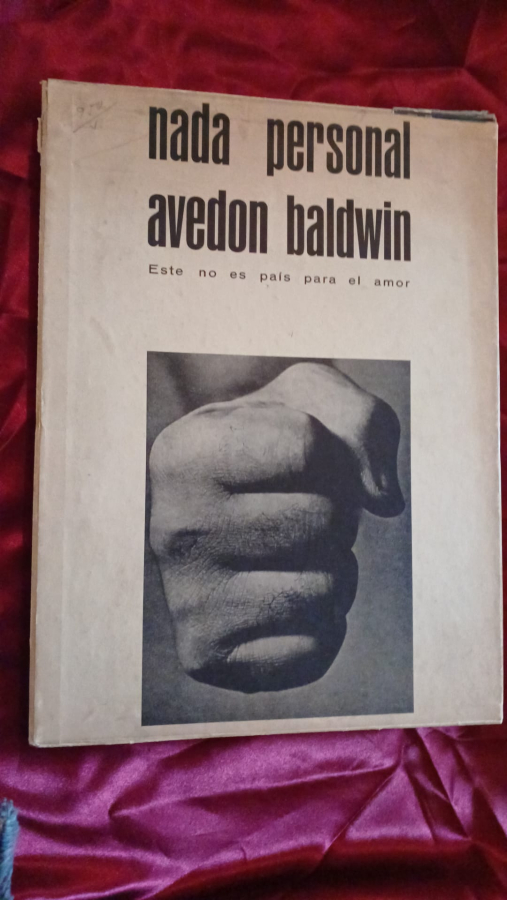 nada personal
avedon baldwin
Este no es país para el amor